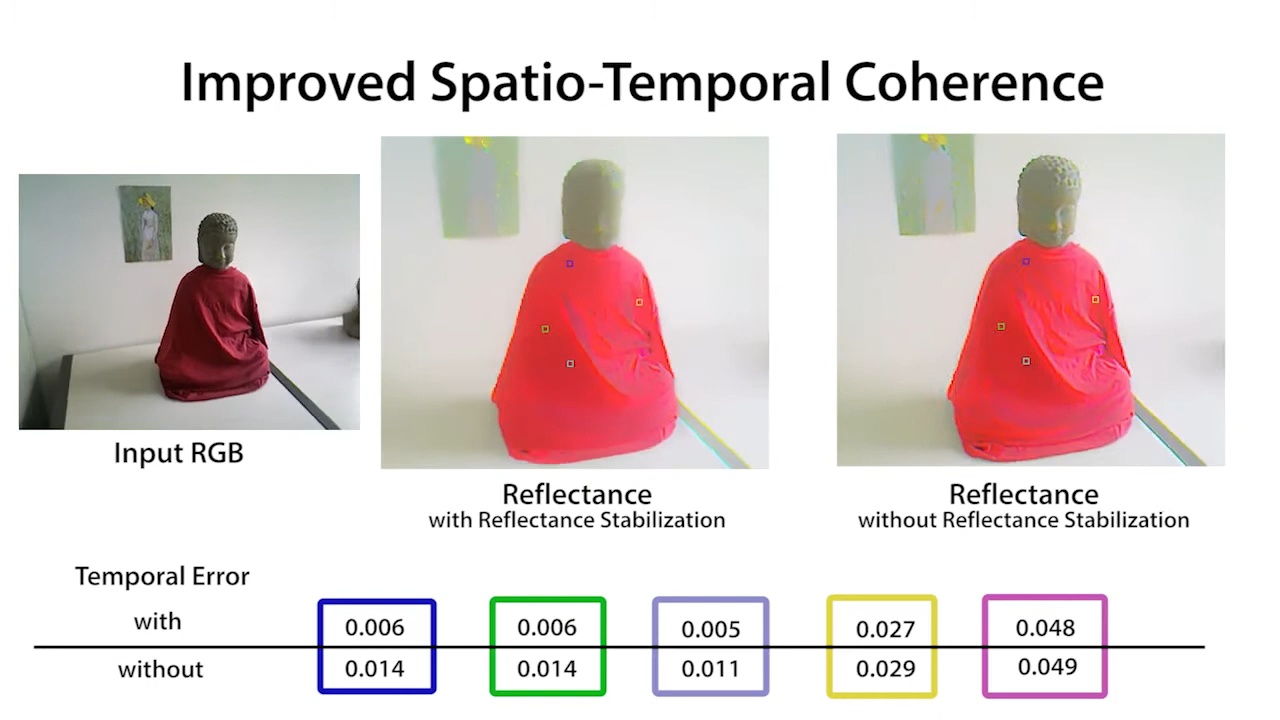 Improved Spatio-Temporal Coherence
Input RGB
Reflectance
with Reflectance Stabilization
Reflectance
without Reflectance Stabilization
Temporal Error
with 0.006 0.006 0.005 0.027 0.048
without 0.014 0.014 0.011 0.029 0.049